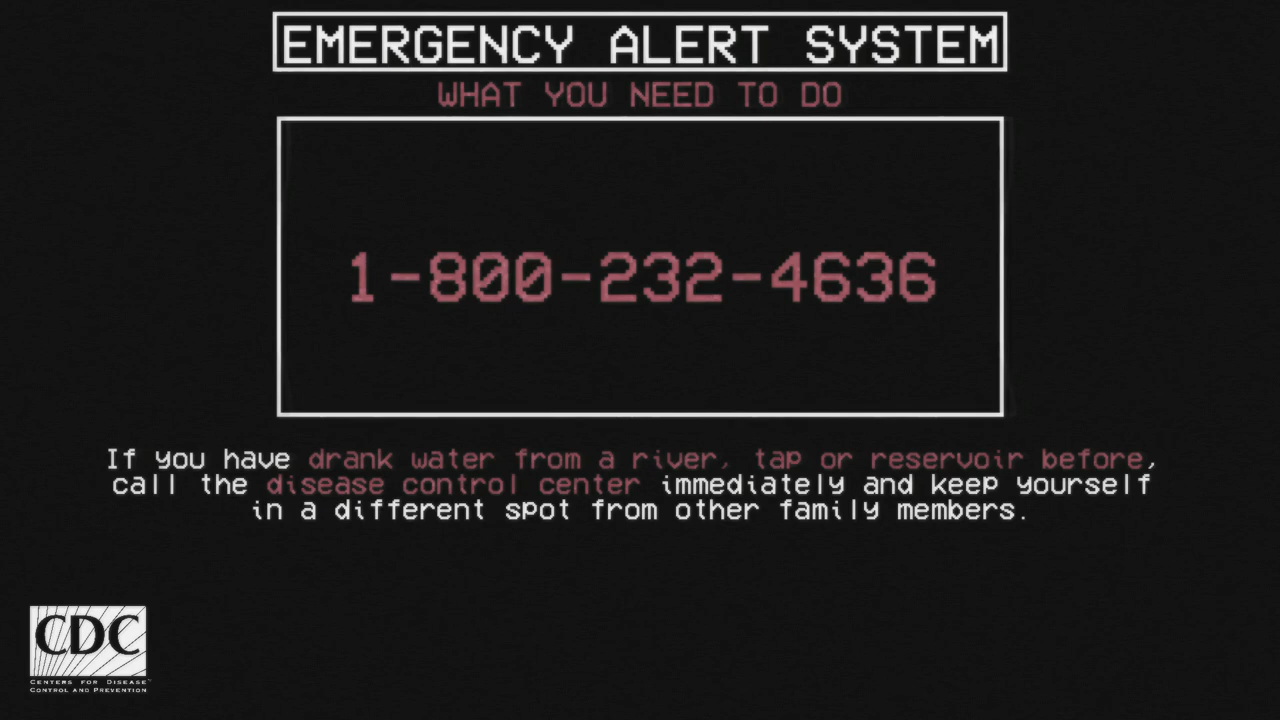 EMERGENCY ALERT SYSTEM
WHAT YOU NEED TO DO
1-800-232-4636
If you have drank water from a river, tap or reservoir before,
call the disease control center immediately and keep yourself
in a different spot from other family members.
CDC
CENTERS FOR DISEASE™
CONTROL AND PREVENTION